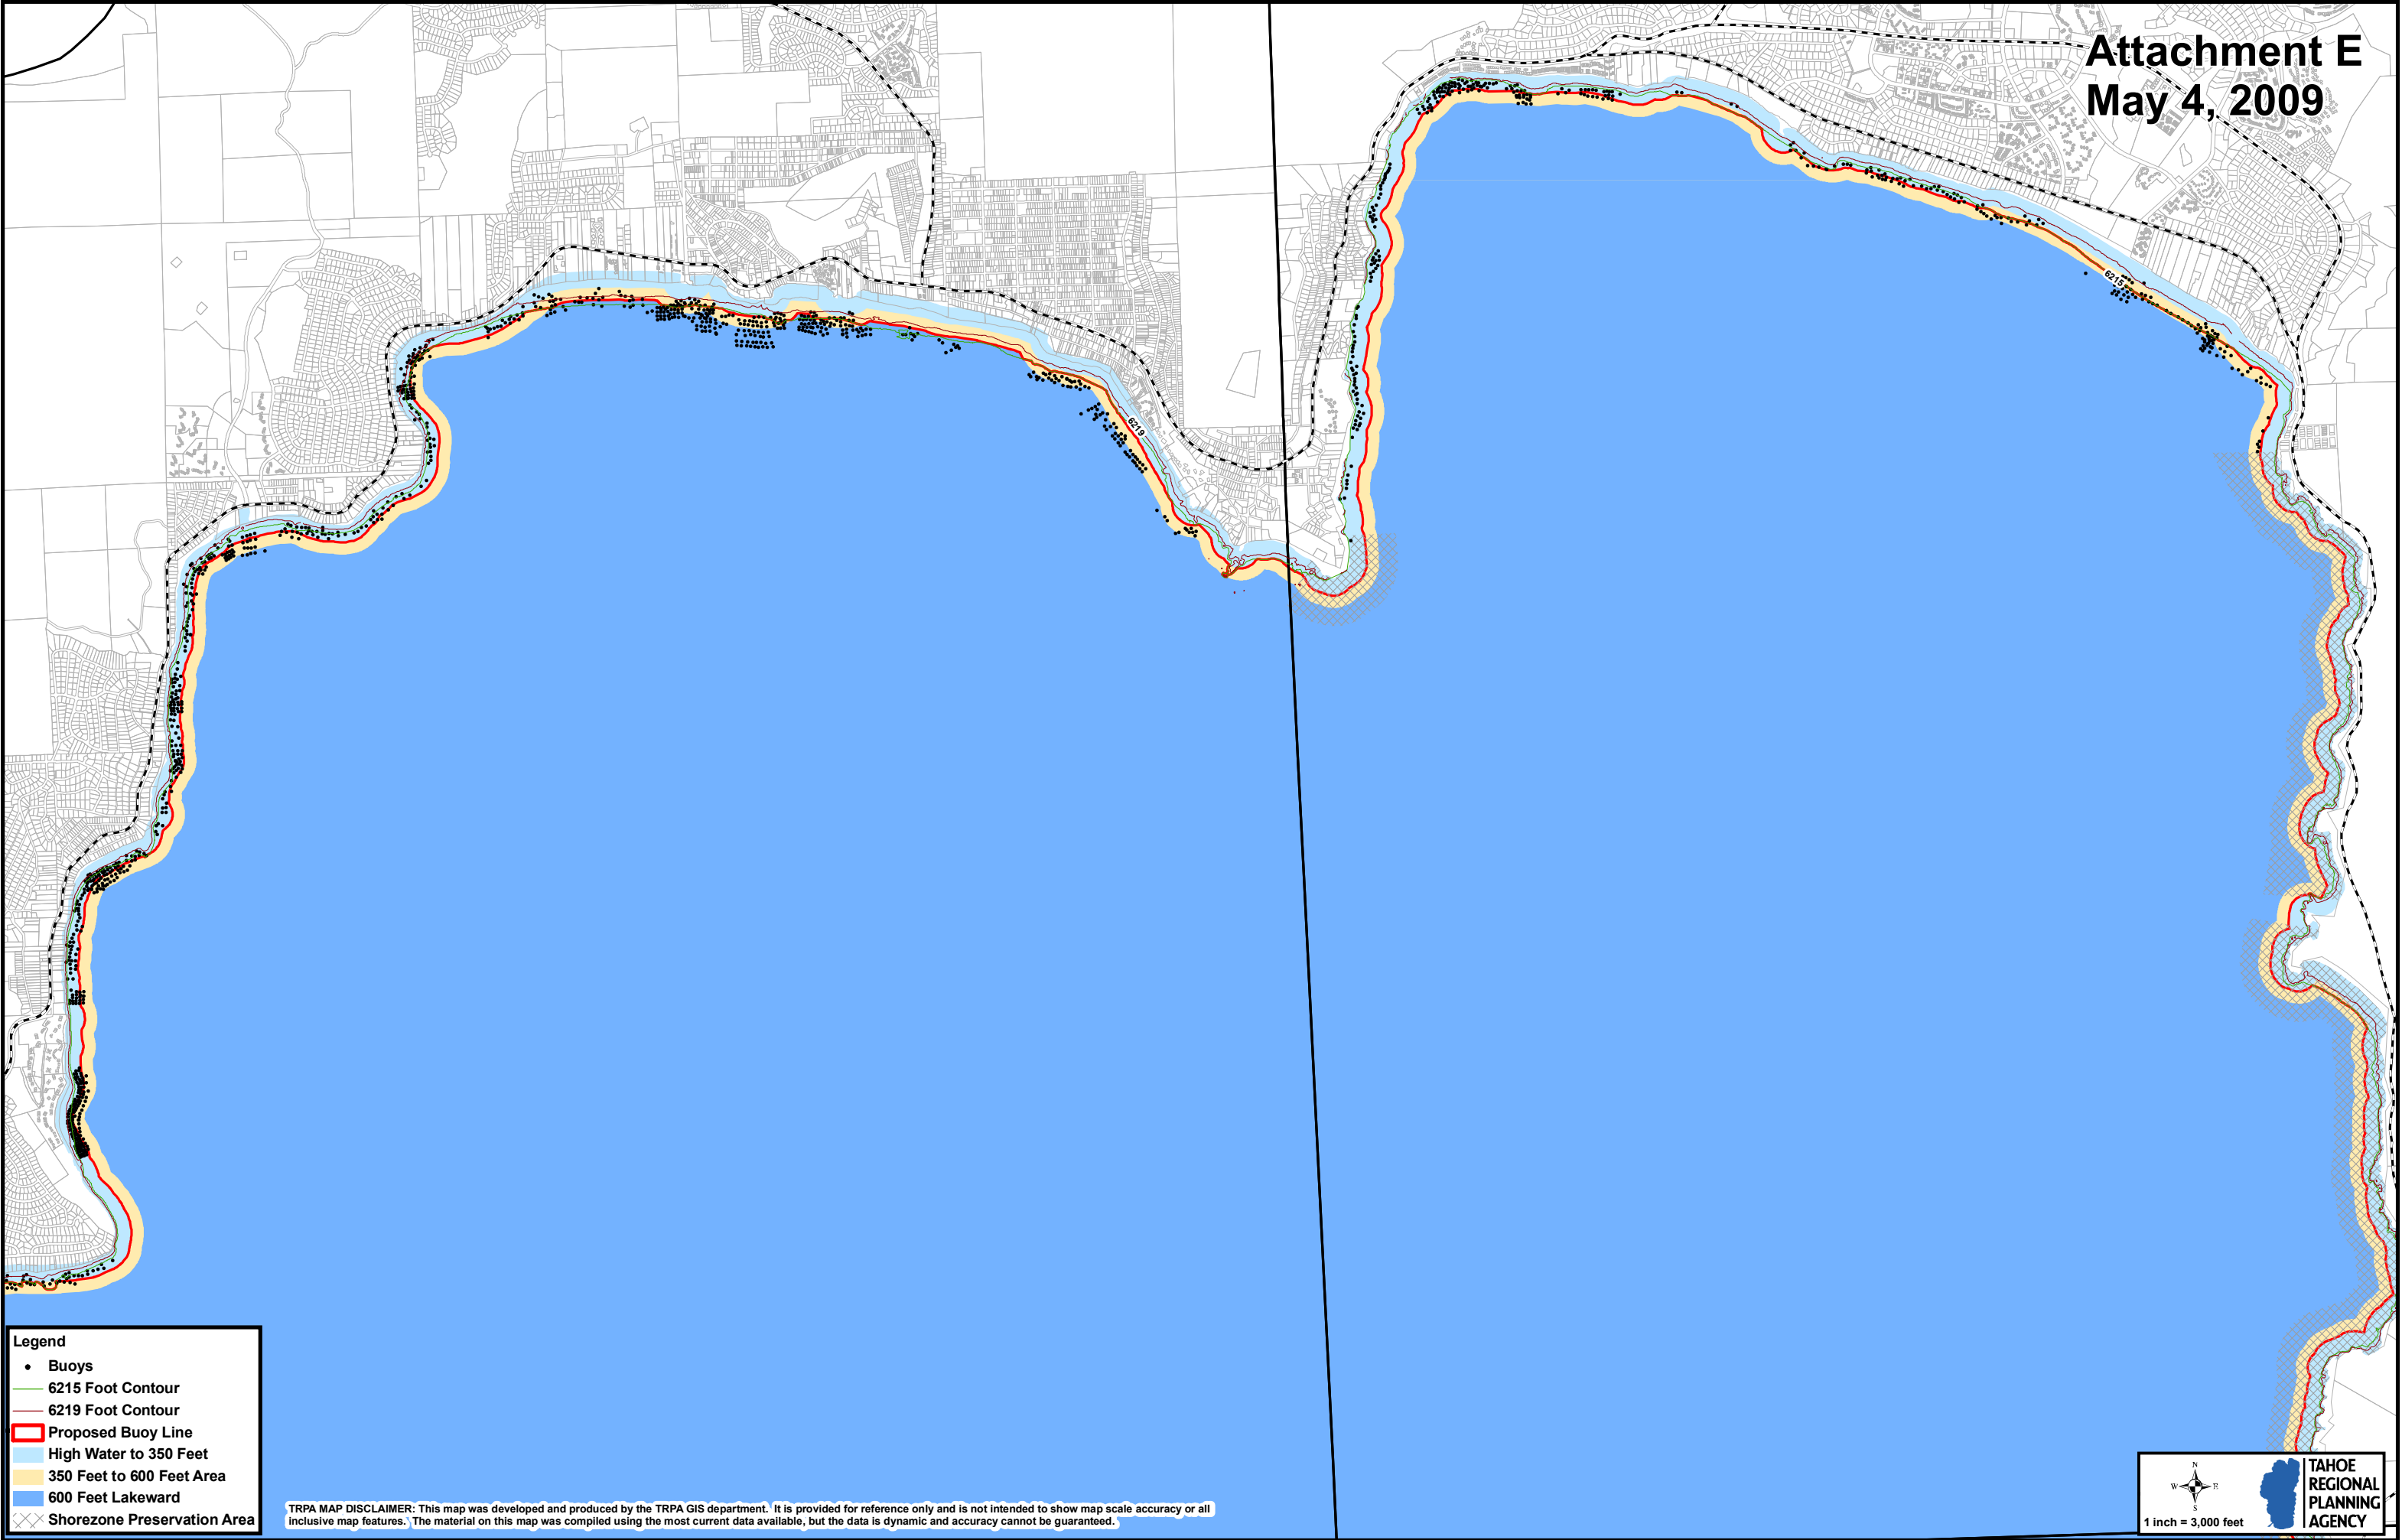 Attachment E
May 4, 2009
6215
6219
Legend
Buoys
6215 Foot Contour
6219 Foot Contour
Proposed Buoy Line
High Water to 350 Feet
350 Feet to 600 Feet Area
600 Feet Lakeward
Shorezone Preservation Area
TRPA MAP DISCLAIMER: This map was developed and produced by the TRPA GIS department. It is provided for reference only and is not intended to show map scale accuracy or all
inclusive map features. The material on this map was compiled using the most current data available, but the data is dynamic and accuracy cannot be guaranteed.
N
W E
S
1 inch = 3,000 feet
TAHOE
REGIONAL
PLANNING
AGENCY